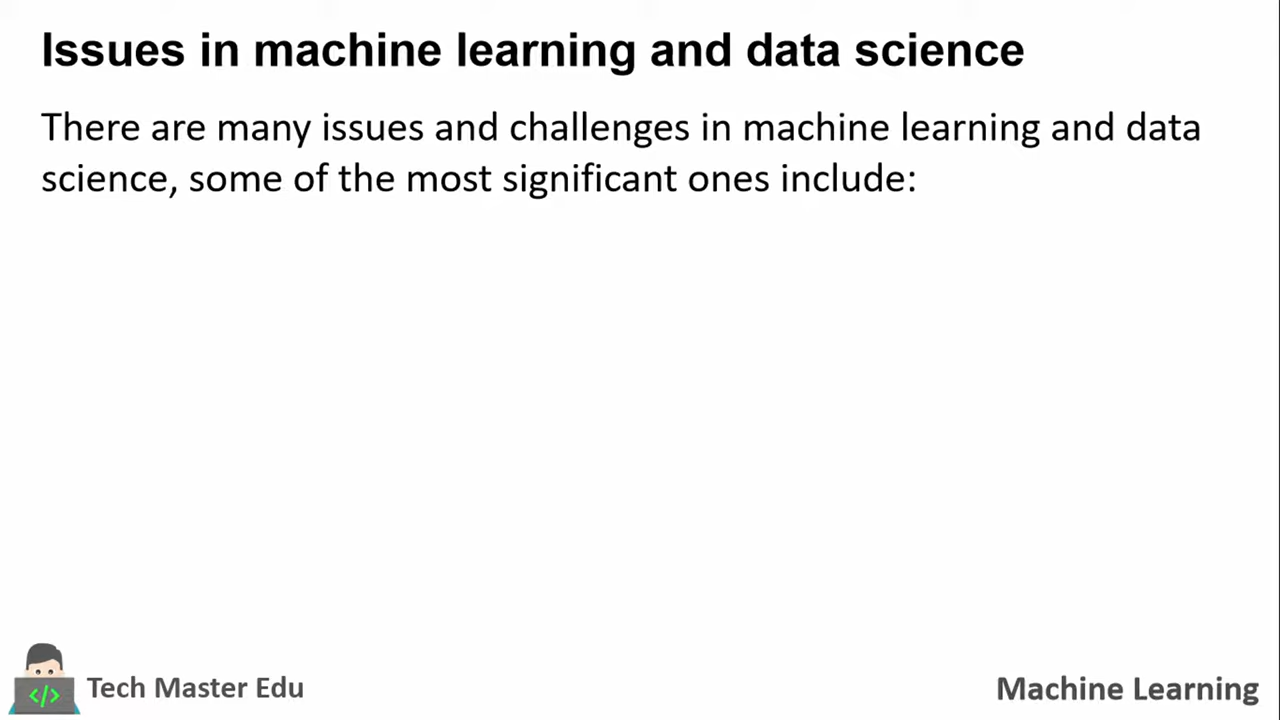 Issues in machine learning and data science
There are many issues and challenges in machine learning and data
science, some of the most significant ones include:
</>
Tech Master Edu
Machine Learning